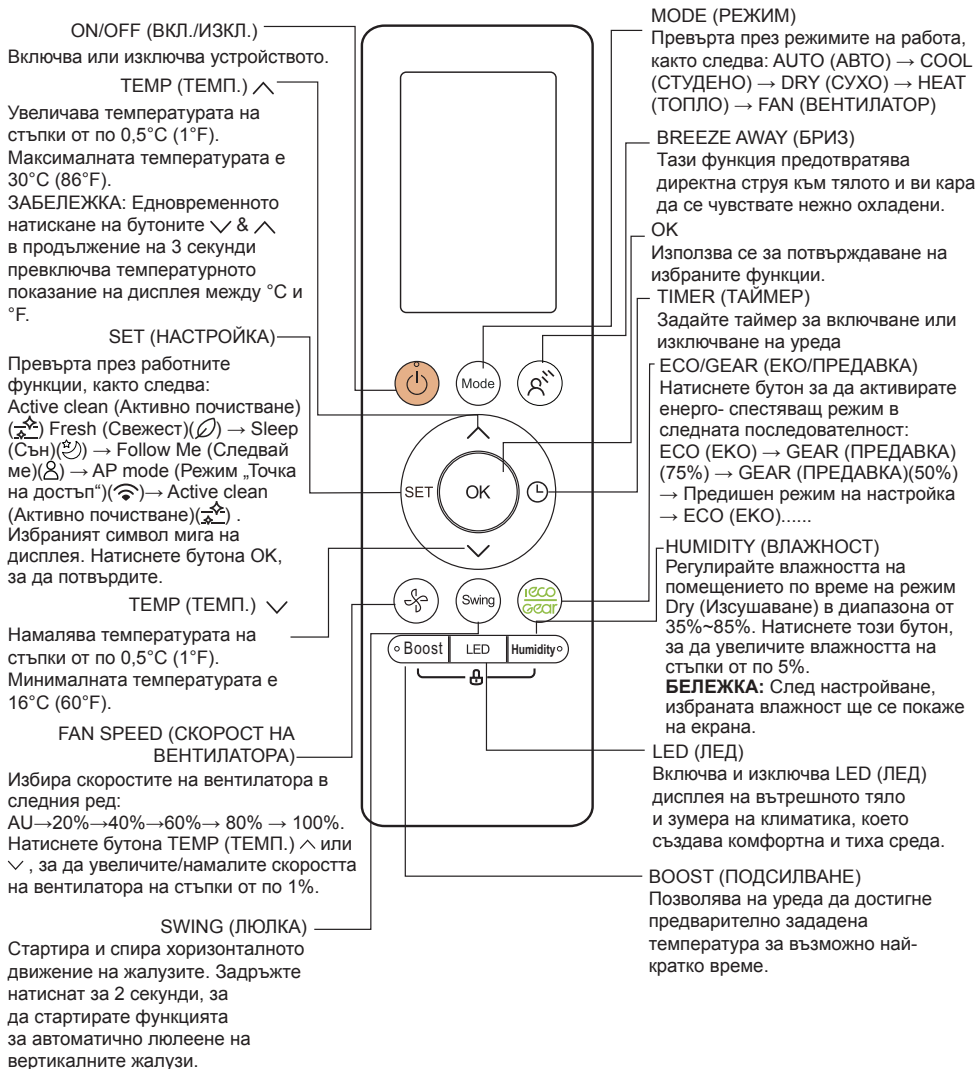 ON/OFF (ВКЛ./ИЗКЛ.)
Включва или изключва устройството.
TEMP (ТЕМП.)
Увеличава температурата на
стъпки от по 0,5°C (1°F).
Максималната температурата е
30°C (86°F).
ЗАБЕЛЕЖКА: Едновременното
натискане на бутоните & 
в продължение на 3 секунди
превключва температурното
показание на дисплея между °C и
°F.
SET (НАСТРОЙКА)
Превърта през работните
функции, както следва:
Active clean (Активно почистване)
() Fresh (Свежест)() → Sleep
(Сън)() → Follow Me (Следвай
ме)() → AP mode (Режим „Точка
на достъп“)()→ Active clean
(Активно почистване)() .
Избраният символ мига на
дисплея. Натиснете бутона OK,
за да потвърдите.
TEMP (ТЕМП.)
Намалява температурата на
стъпки от по 0,5°C (1°F).
Минималната температурата е
16°C (60°F).
FAN SPEED (СКОРОСТ НА
ВЕНТИЛАТОРА)
Избира скоростите на вентилатора в
следния ред:
AU→20%→40%→60%→ 80% → 100%.
Натиснете бутона TEMP (ТЕМП.) или
, за да увеличите/намалите скоростта
на вентилатора на стъпки от по 1%.
SWING (ЛЮЛКА)
Стартира и спира хоризонталното
движение на жалузите. Задръжте
натиснат за 2 секунди, за
да стартирате функцията
за автоматично люлеене на
вертикалните жалузи.
Mode
SET
OK
Swing
eco
Gear
Boost
LED
Humidity
MODE (РЕЖИМ)
Превърта през режимите на работа,
както следва: AUTO (АВТО) → COOL
(СТУДЕНО) → DRY (СУХО) → HEAT
(ТОПЛО) → FAN (ВЕНТИЛАТОР)
BREEZE AWAY (БРИЗ)
Тази функция предотвратява
директна струя към тялото и ви кара
да се чувствате нежно охладени.
OK
Използва се за потвърждаване на
избраните функции.
TIMER (ТАЙМЕР)
Задайте таймер за включване или
изключване на уреда
ECO/GEAR (ЕКО/ПРЕДАВКА)
Натиснете бутон за да активирате
енерго- спестяващ режим в
следната последователност:
ECO (ЕКО) → GEAR (ПРЕДАВКА)
(75%) → GEAR (ПРЕДАВКА)(50%)
→ Предишен режим на настройка
→ ECO (ЕКО)......
HUMIDITY (ВЛАЖНОСТ)
Регулирайте влажността на
помещението по време на режим
Dry (Изсушаване) в диапазона от
35%~85%. Натиснете този бутон,
за да увеличите влажността на
стъпки от по 5%.
БЕЛЕЖКА: След настройване,
избраната влажност ще се покаже
на екрана.
LED (ЛЕД)
Включва и изключва LED (ЛЕД)
дисплея на вътрешното тяло
и зумера на климатика, което
създава комфортна и тиха среда.
BOOST (ПОДСИЛВАНЕ)
Позволява на уреда да достигне
предварително зададена
температура за възможно най-
кратко време.